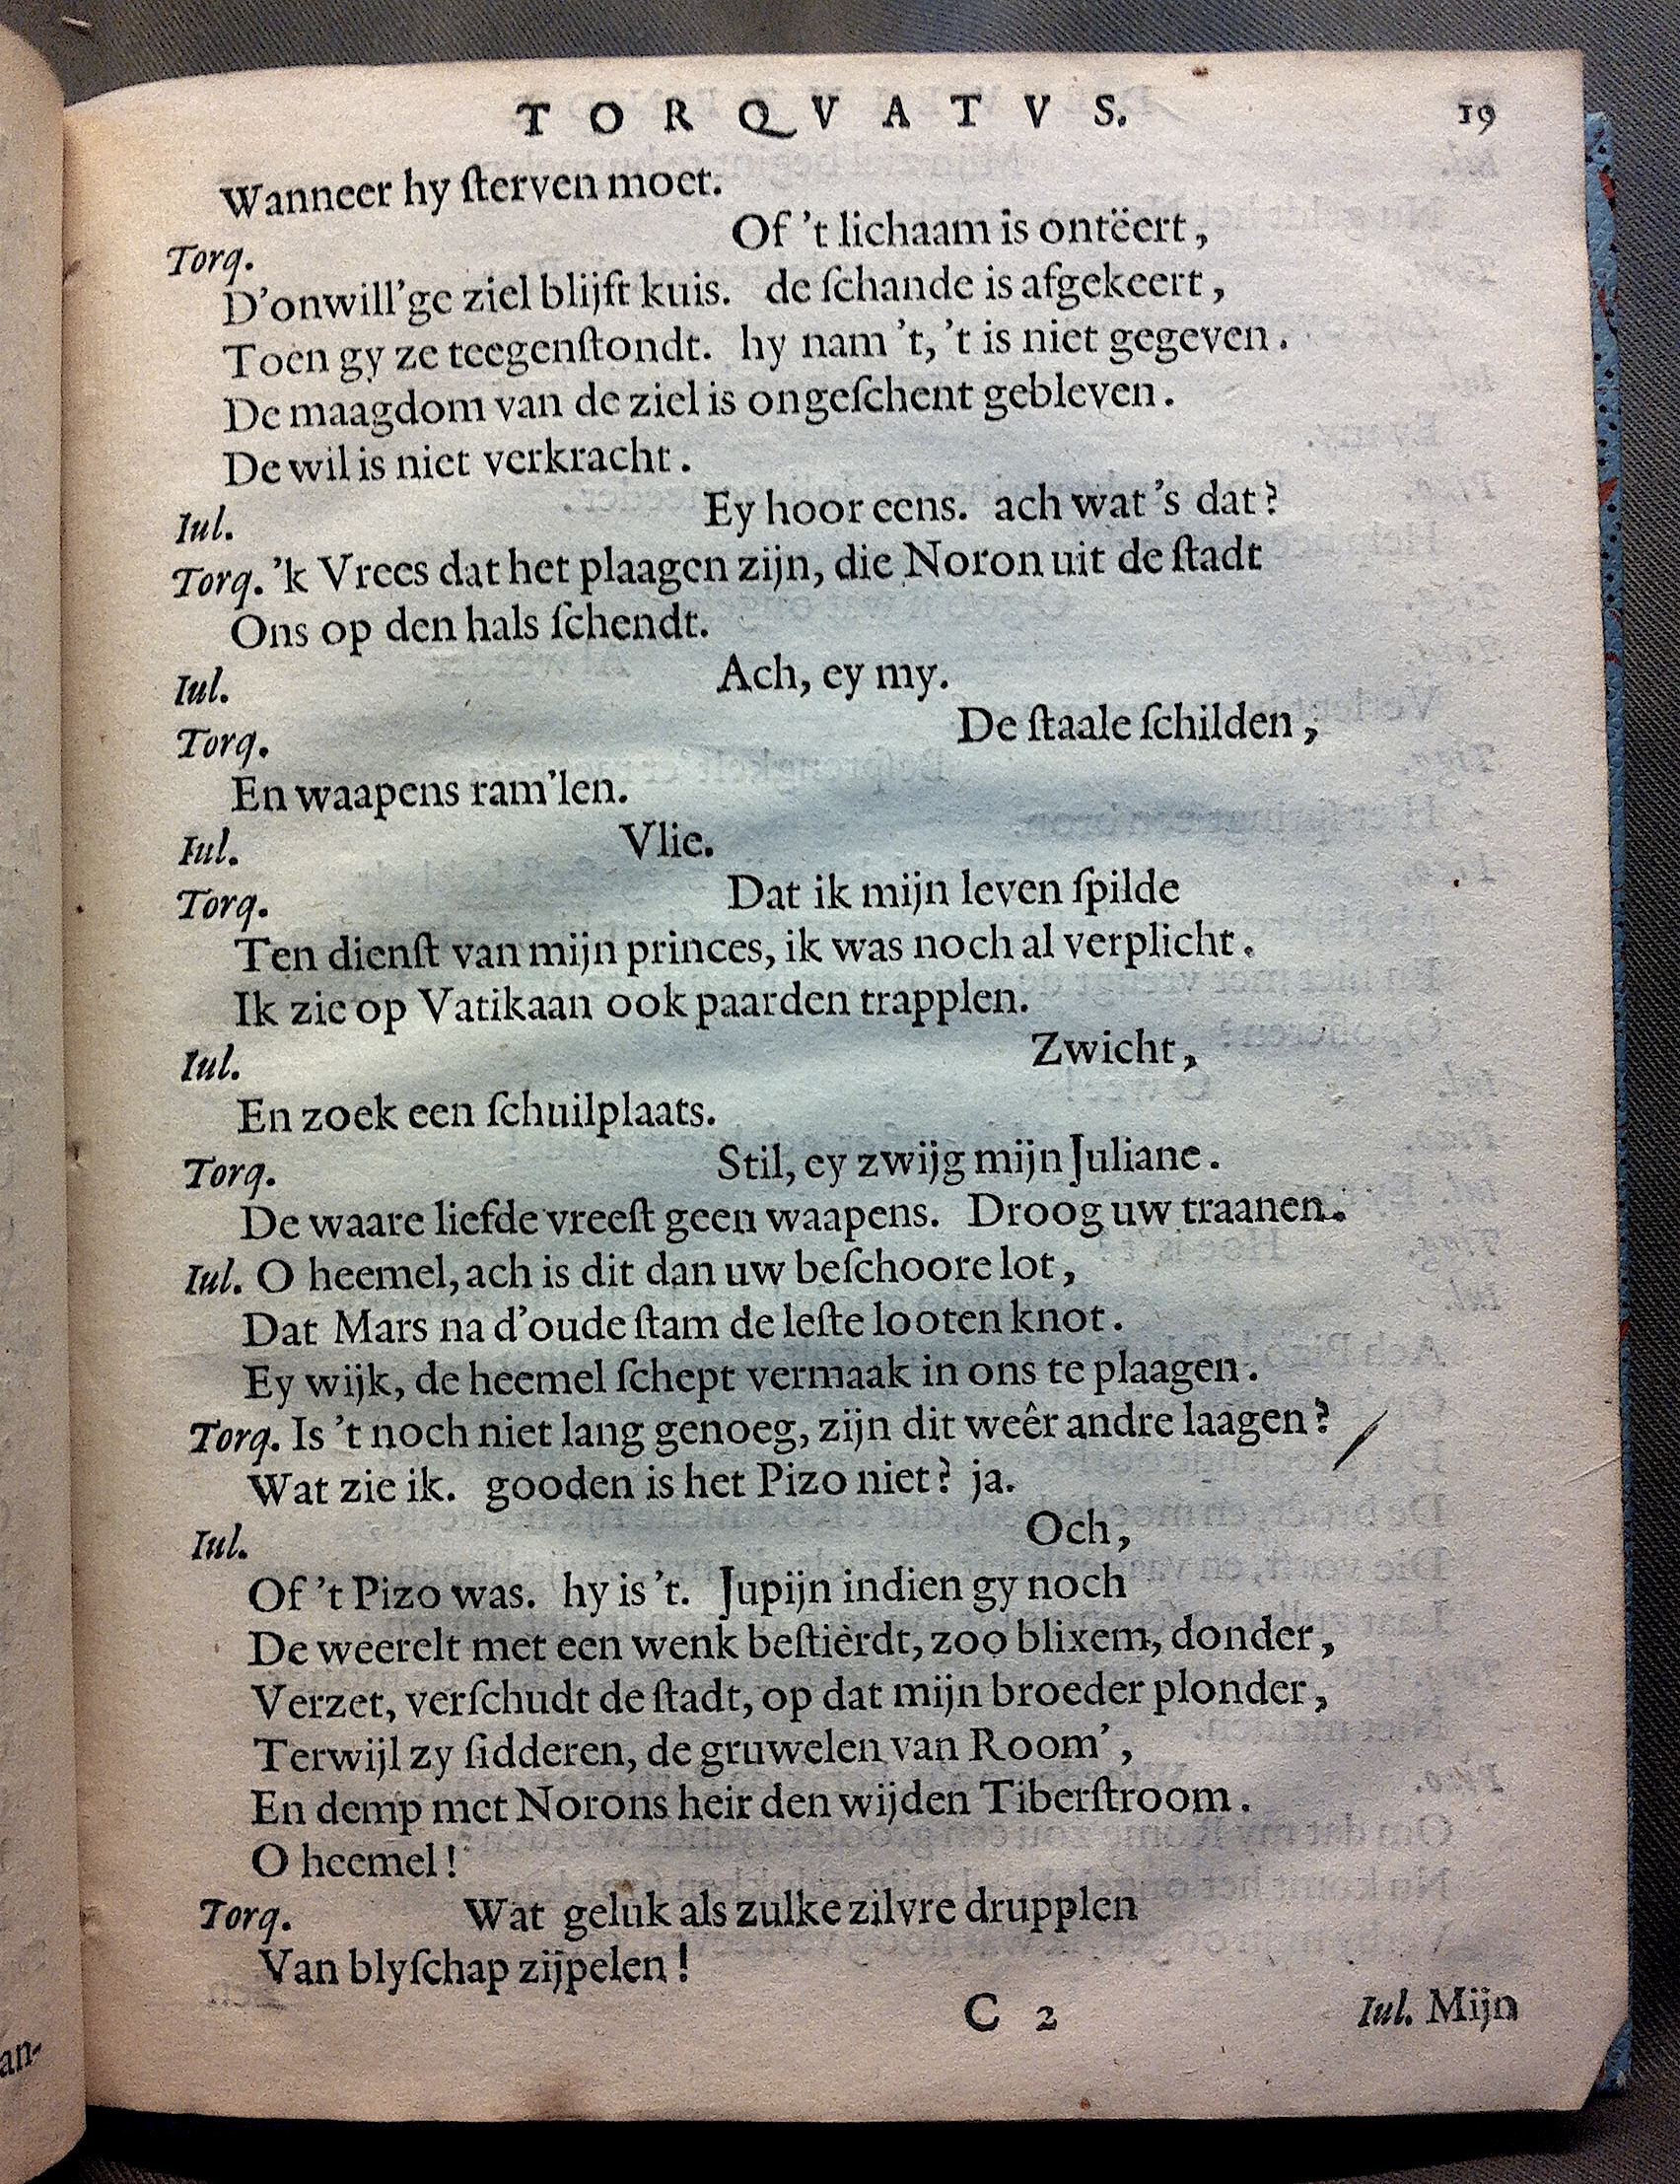 TORQVATVS. 19
Wanneer hy ſterven moet.
Torq. Of 't lichaam is ontëert,
D'onwill'ge ziel blijft kuis. de ſchande is afgekeert,
Toen gy ze teegenſtondt. hy nam 't, 't is niet gegeven.
De maagdom van de ziel is ongeſchent gebleven.
De wil is niet verkracht.
Iul. Ey hoor eens. ach wat 's dat?
Torq. 'k Vrees dat het plaagen zijn, die Noron uit de ſtadt
Ons op den hals ſchendt.
Iul. Ach, ey my.
Torq. De ſtaale ſchilden,
En waapens ram'len.
Iul. Vlie.
Torq. Dat ik mijn leven ſpilde
Ten dienſt van mijn princes, ik was noch al verplicht.
Ik zie op Vatikaan ook paarden trapplen.
Iul. Zwicht,
En zoek een ſchuilplaats.
Torq. Stil, ey zwijg mijn Juliane.
De waare liefde vreeſt geen waapens. Droog uw traanen.
Iul. O heemel, ach is dit dan uw beſchoore lot,
Dat Mars na d'oude ſtam de leſte looten knot.
Ey wijk, de heemel ſchept vermaak in ons te plaagen.
Torq. Is 't noch niet lang genoeg, zijn dit weêr andre laagen?
Wat zie ik. gooden is het Pizo niet? ja.
Iul. Och,
Of 't Pizo was. hy is 't. Jupijn indien gy noch
De weerelt met een wenk beſtiërdt, zoo blixem, donder,
Verzet, verſchudt de ſtadt, op dat mijn broeder plonder,
Terwijl zy ſidderen, de gruwelen van Room',
En demp met Norons heir den wijden Tiberſtroom.
O heemel!
Torq. Wat geluk als zulke zilvre drupplen
Van blyſchap zijpelen!
C 2 Iul. Mijn
an-